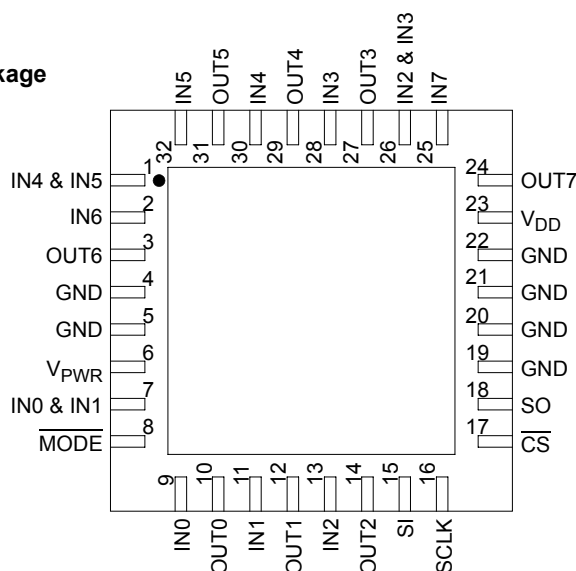 kage
IN5
OUT5
IN4
OUT4
IN3
OUT3
IN2 & IN3
IN7
32
31
30
29
28
27
26
25
IN4 & IN5 1
IN6 2
OUT6 3
GND 4
GND 5
VPWR 6
IN0 & IN1 7
MODE 8
24 OUT7
23 VDD
22 GND
21 GND
20 GND
19 GND
18 SO
17 CS
9
10
11
12
13
14
15
16
IN0
OUT0
IN1
OUT1
IN2
OUT2
SI
SCLK